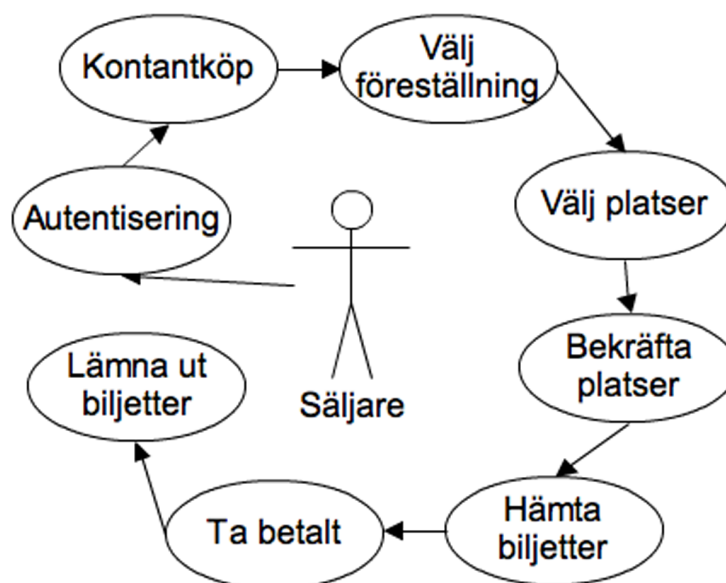 Kontantköp
Välj
föreställning
Autentisering
Välj platser
Säljare
Lämna ut
biljetter
Bekräfta
platser
Ta betalt
Hämta
biljetter